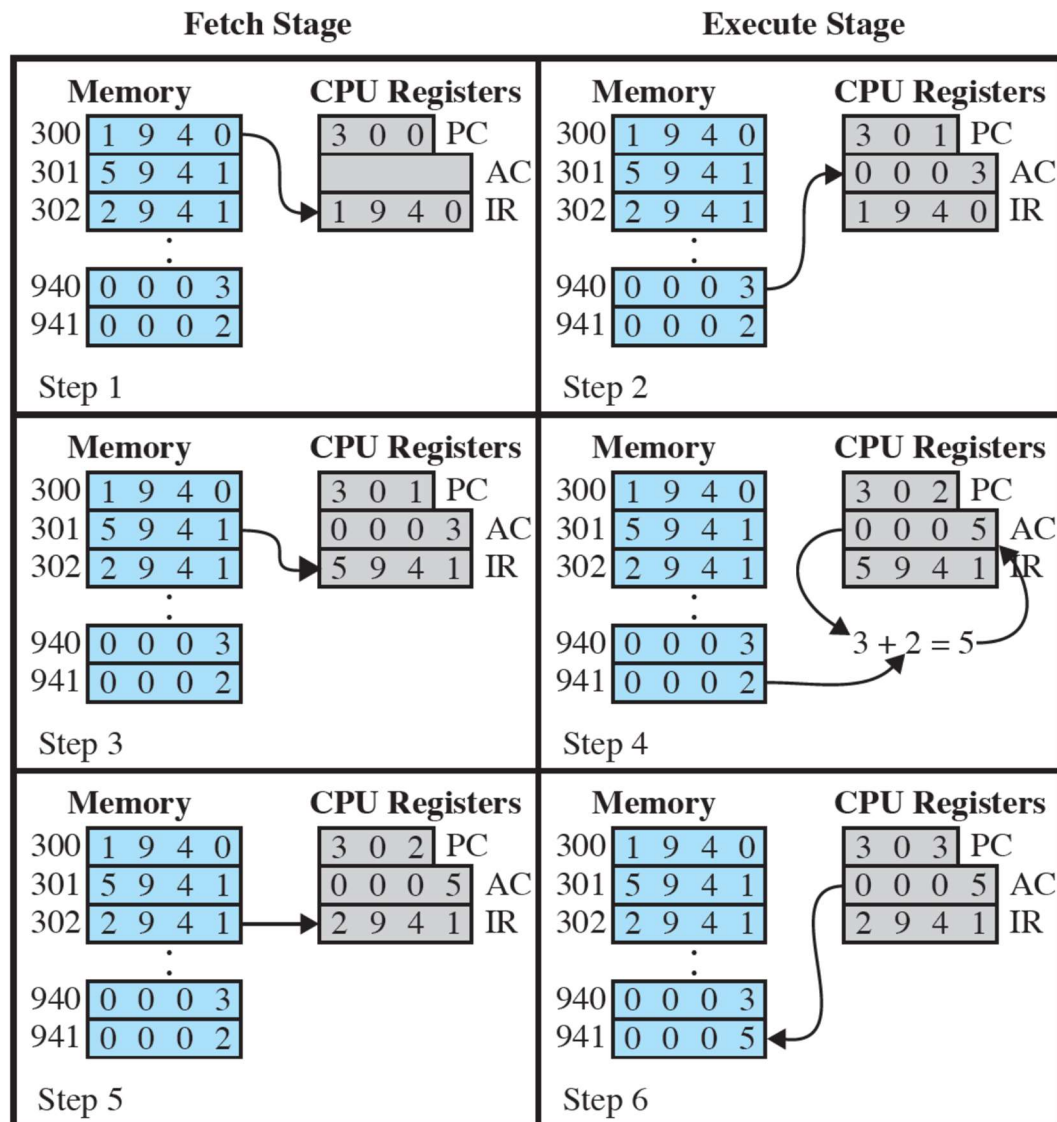 Fetch Stage Execute Stage
Memory CPU Registers
300 1 9 4 0 3 0 0 PC
301 5 9 4 1 AC
302 2 9 4 1 1 9 4 0 IR
940 0 0 0 3
941 0 0 0 2
Step 1
Memory CPU Registers
300 1 9 4 0 3 0 1 PC
301 5 9 4 1 0 0 0 3 AC
302 2 9 4 1 1 9 4 0 IR
940 0 0 0 3
941 0 0 0 2
Step 2
Memory CPU Registers
300 1 9 4 0 3 0 1 PC
301 5 9 4 1 0 0 0 3 AC
302 2 9 4 1 5 9 4 1 IR
940 0 0 0 3
941 0 0 0 2
Step 3
Memory CPU Registers
300 1 9 4 0 3 0 2 PC
301 5 9 4 1 0 0 0 5 AC
302 2 9 4 1 5 9 4 1 IR
940 0 0 0 3 3 + 2 = 5
941 0 0 0 2
Step 4
Memory CPU Registers
300 1 9 4 0 3 0 2 PC
301 5 9 4 1 0 0 0 5 AC
302 2 9 4 1 2 9 4 1 IR
940 0 0 0 3
941 0 0 0 2
Step 5
Memory CPU Registers
300 1 9 4 0 3 0 3 PC
301 5 9 4 1 0 0 0 5 AC
302 2 9 4 1 2 9 4 1 IR
940 0 0 0 3
941 0 0 0 5
Step 6